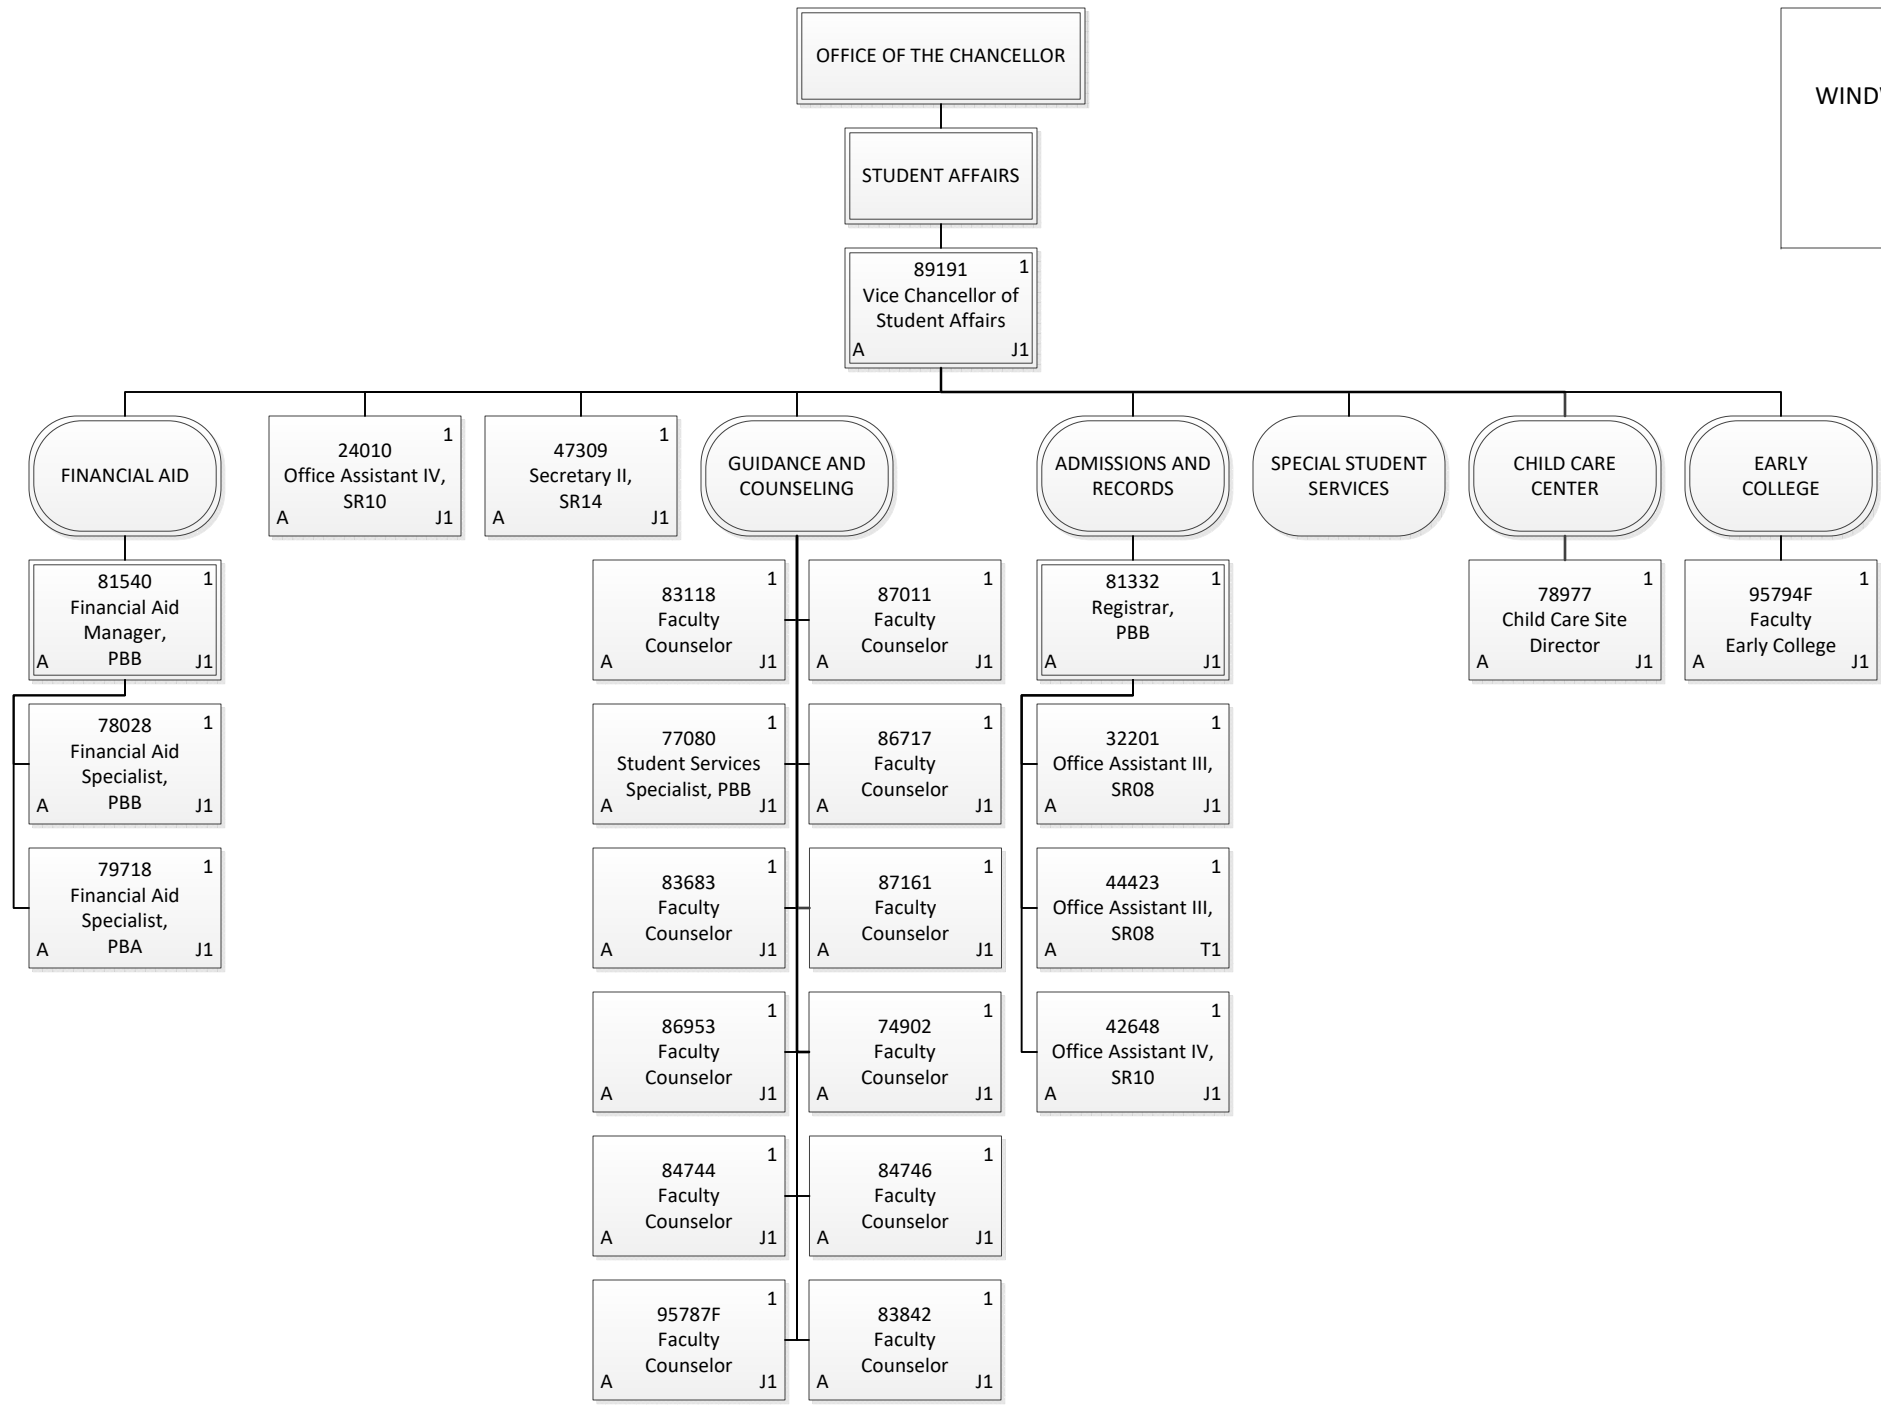 OFFICE OF THE CHANCELLOR
STUDENT AFFAIRS
89191 1
Vice Chancellor of
Student Affairs
A J1
FINANCIAL AID
24010 1
Office Assistant IV,
SR10
A J1
47309 1
Secretary II,
SR14
A J1
GUIDANCE AND
COUNSELING
ADMISSIONS AND
RECORDS
SPECIAL STUDENT
SERVICES
CHILD CARE
CENTER
EARLY
COLLEGE
81540 1
Financial Aid
Manager,
PBB
A J1
78028 1
Financial Aid
Specialist,
PBB
A J1
79718 1
Financial Aid
Specialist,
PBA
A J1
83118 1
Faculty
Counselor
A J1
87011 1
Faculty
Counselor
A J1
77080 1
Student Services
Specialist, PBB
A J1
86717 1
Faculty
Counselor
A J1
83683 1
Faculty
Counselor
A J1
87161 1
Faculty
Counselor
A J1
86953 1
Faculty
Counselor
A J1
74902 1
Faculty
Counselor
A J1
84744 1
Faculty
Counselor
A J1
84746 1
Faculty
Counselor
A J1
95787F 1
Faculty
Counselor
A J1
83842 1
Faculty
Counselor
A J1
81332 1
Registrar,
PBB
A J1
32201 1
Office Assistant III,
SR08
A J1
44423 1
Office Assistant III,
SR08
A T1
42648 1
Office Assistant IV,
SR10
A J1
78977 1
Child Care Site
Director
A J1
95794F 1
Faculty
Early College
A J1